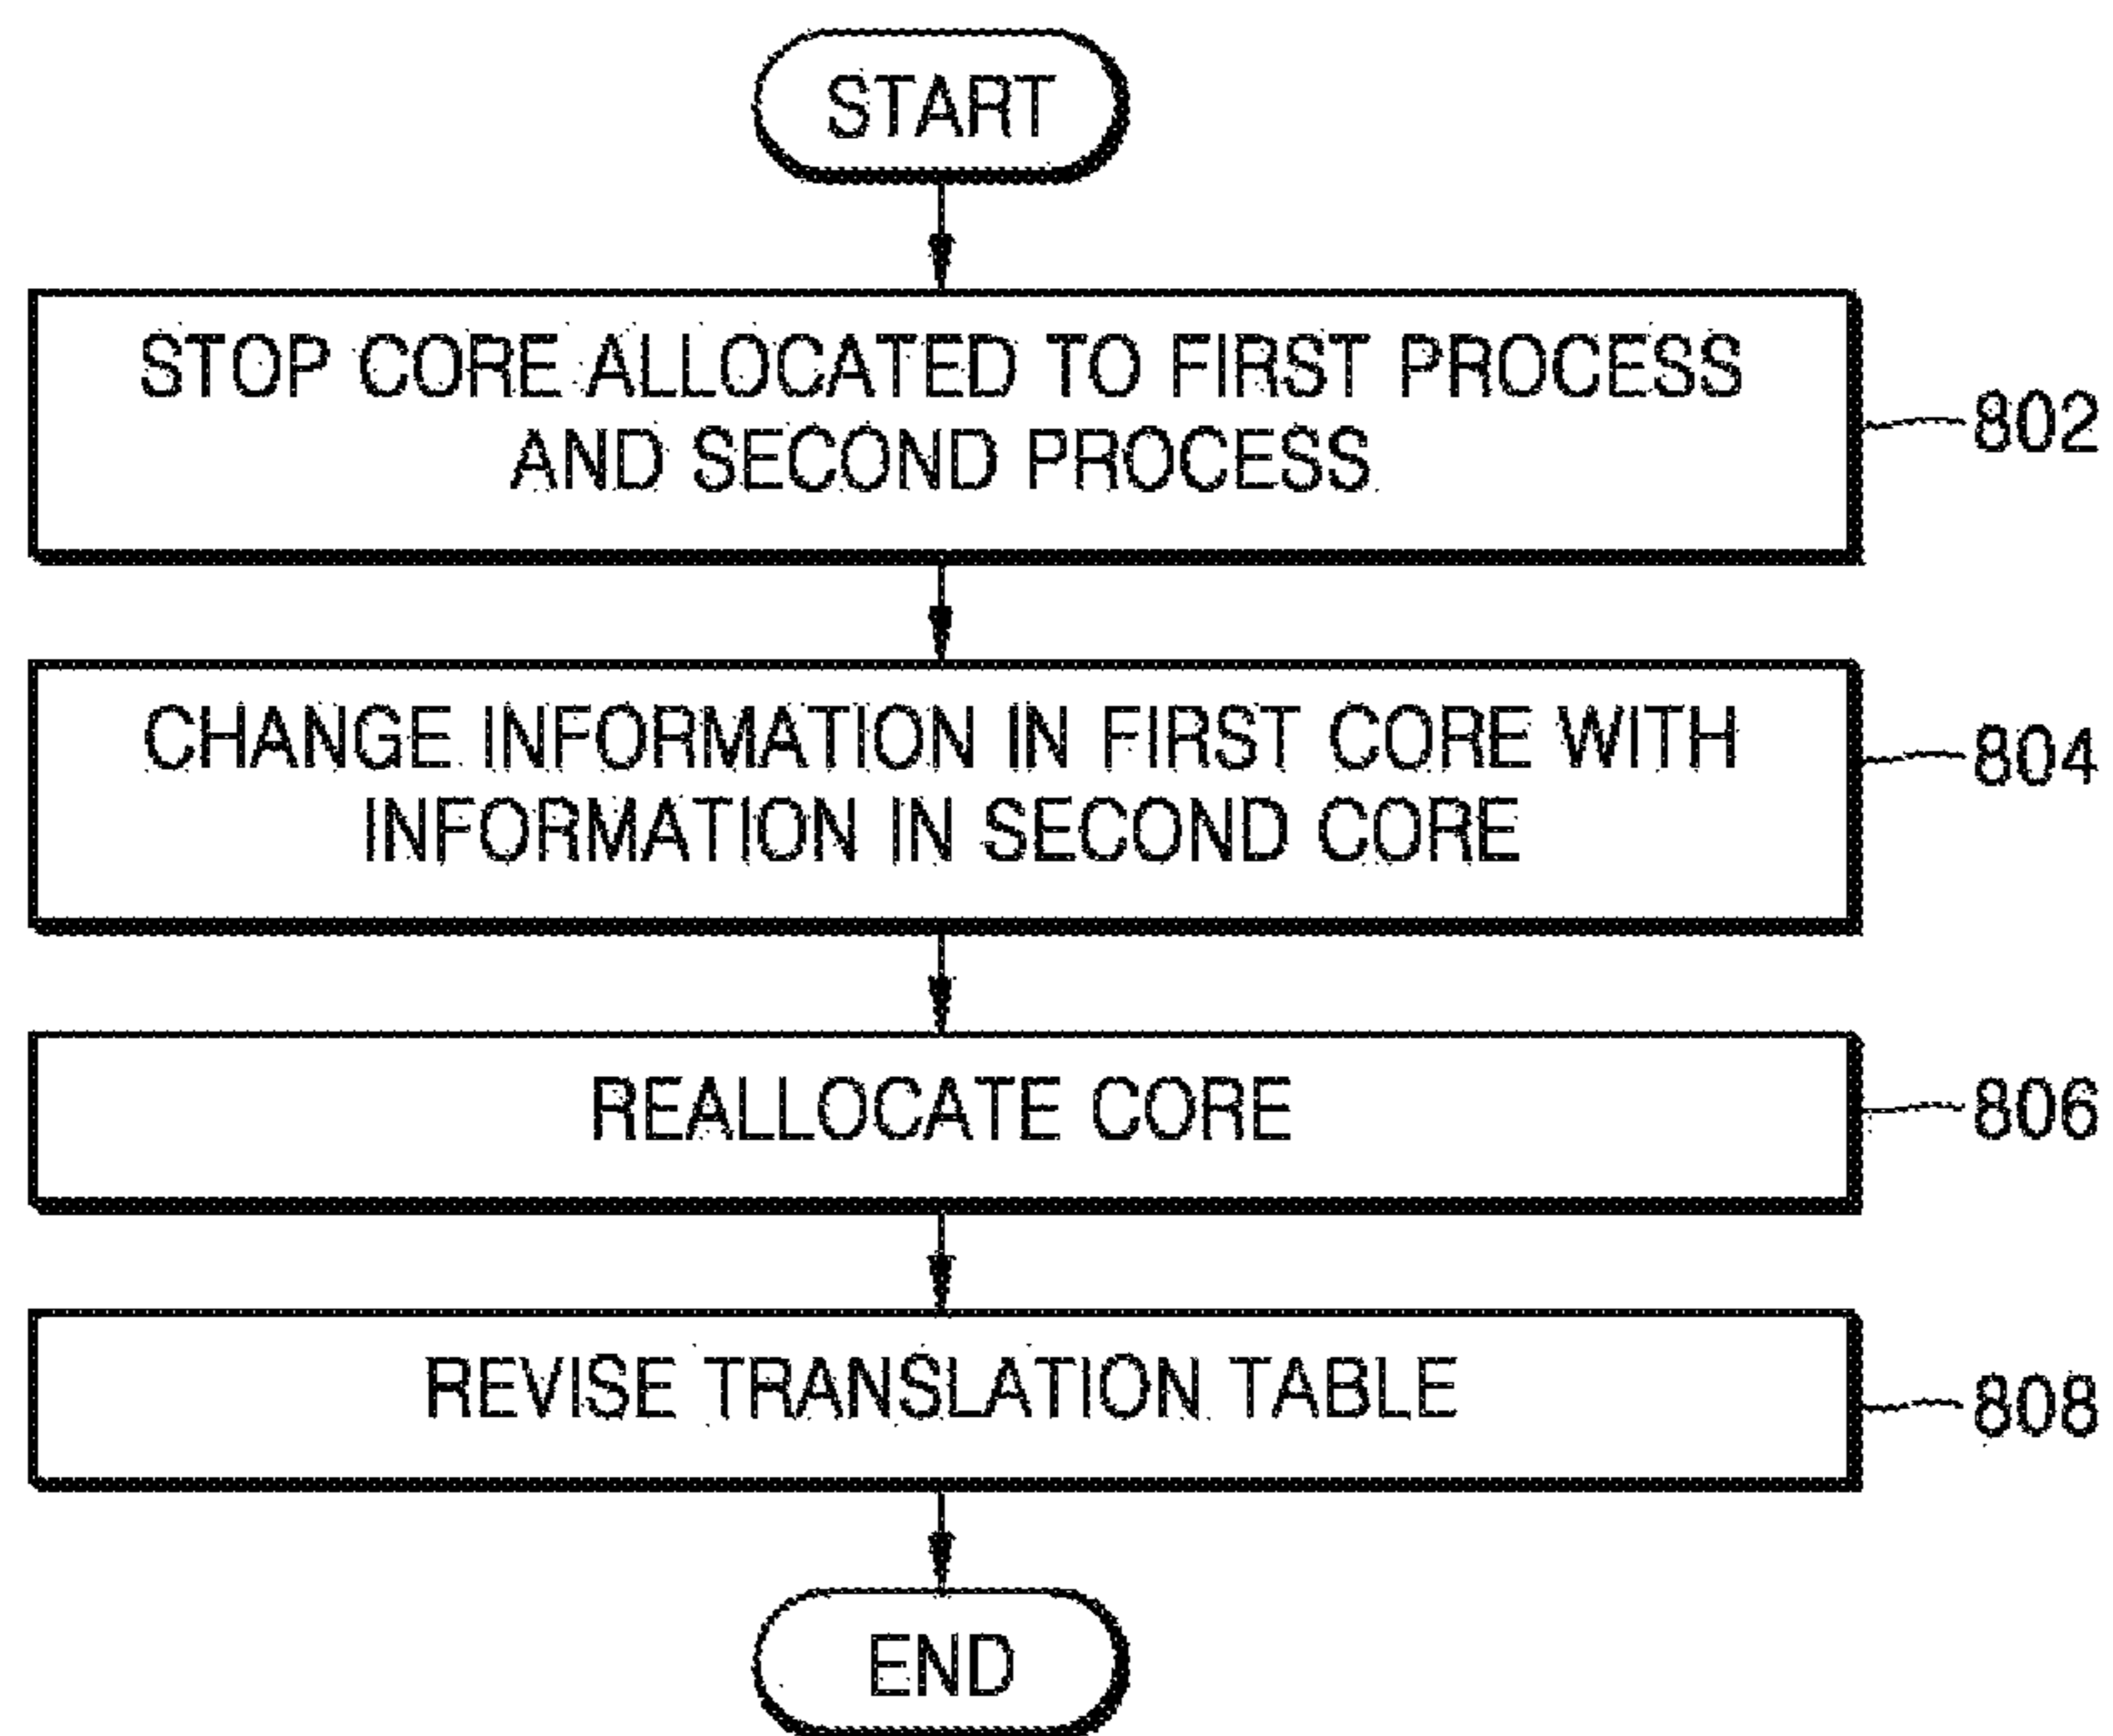 START
STOP CORE ALLOCATED TO FIRST PROCESS
AND SECOND PROCESS
802
CHANGE INFORMATION IN FIRST CORE WITH
INFORMATION IN SECOND CORE
804
REALLOCATE CORE
806
REVISE TRANSLATION TABLE
808
END